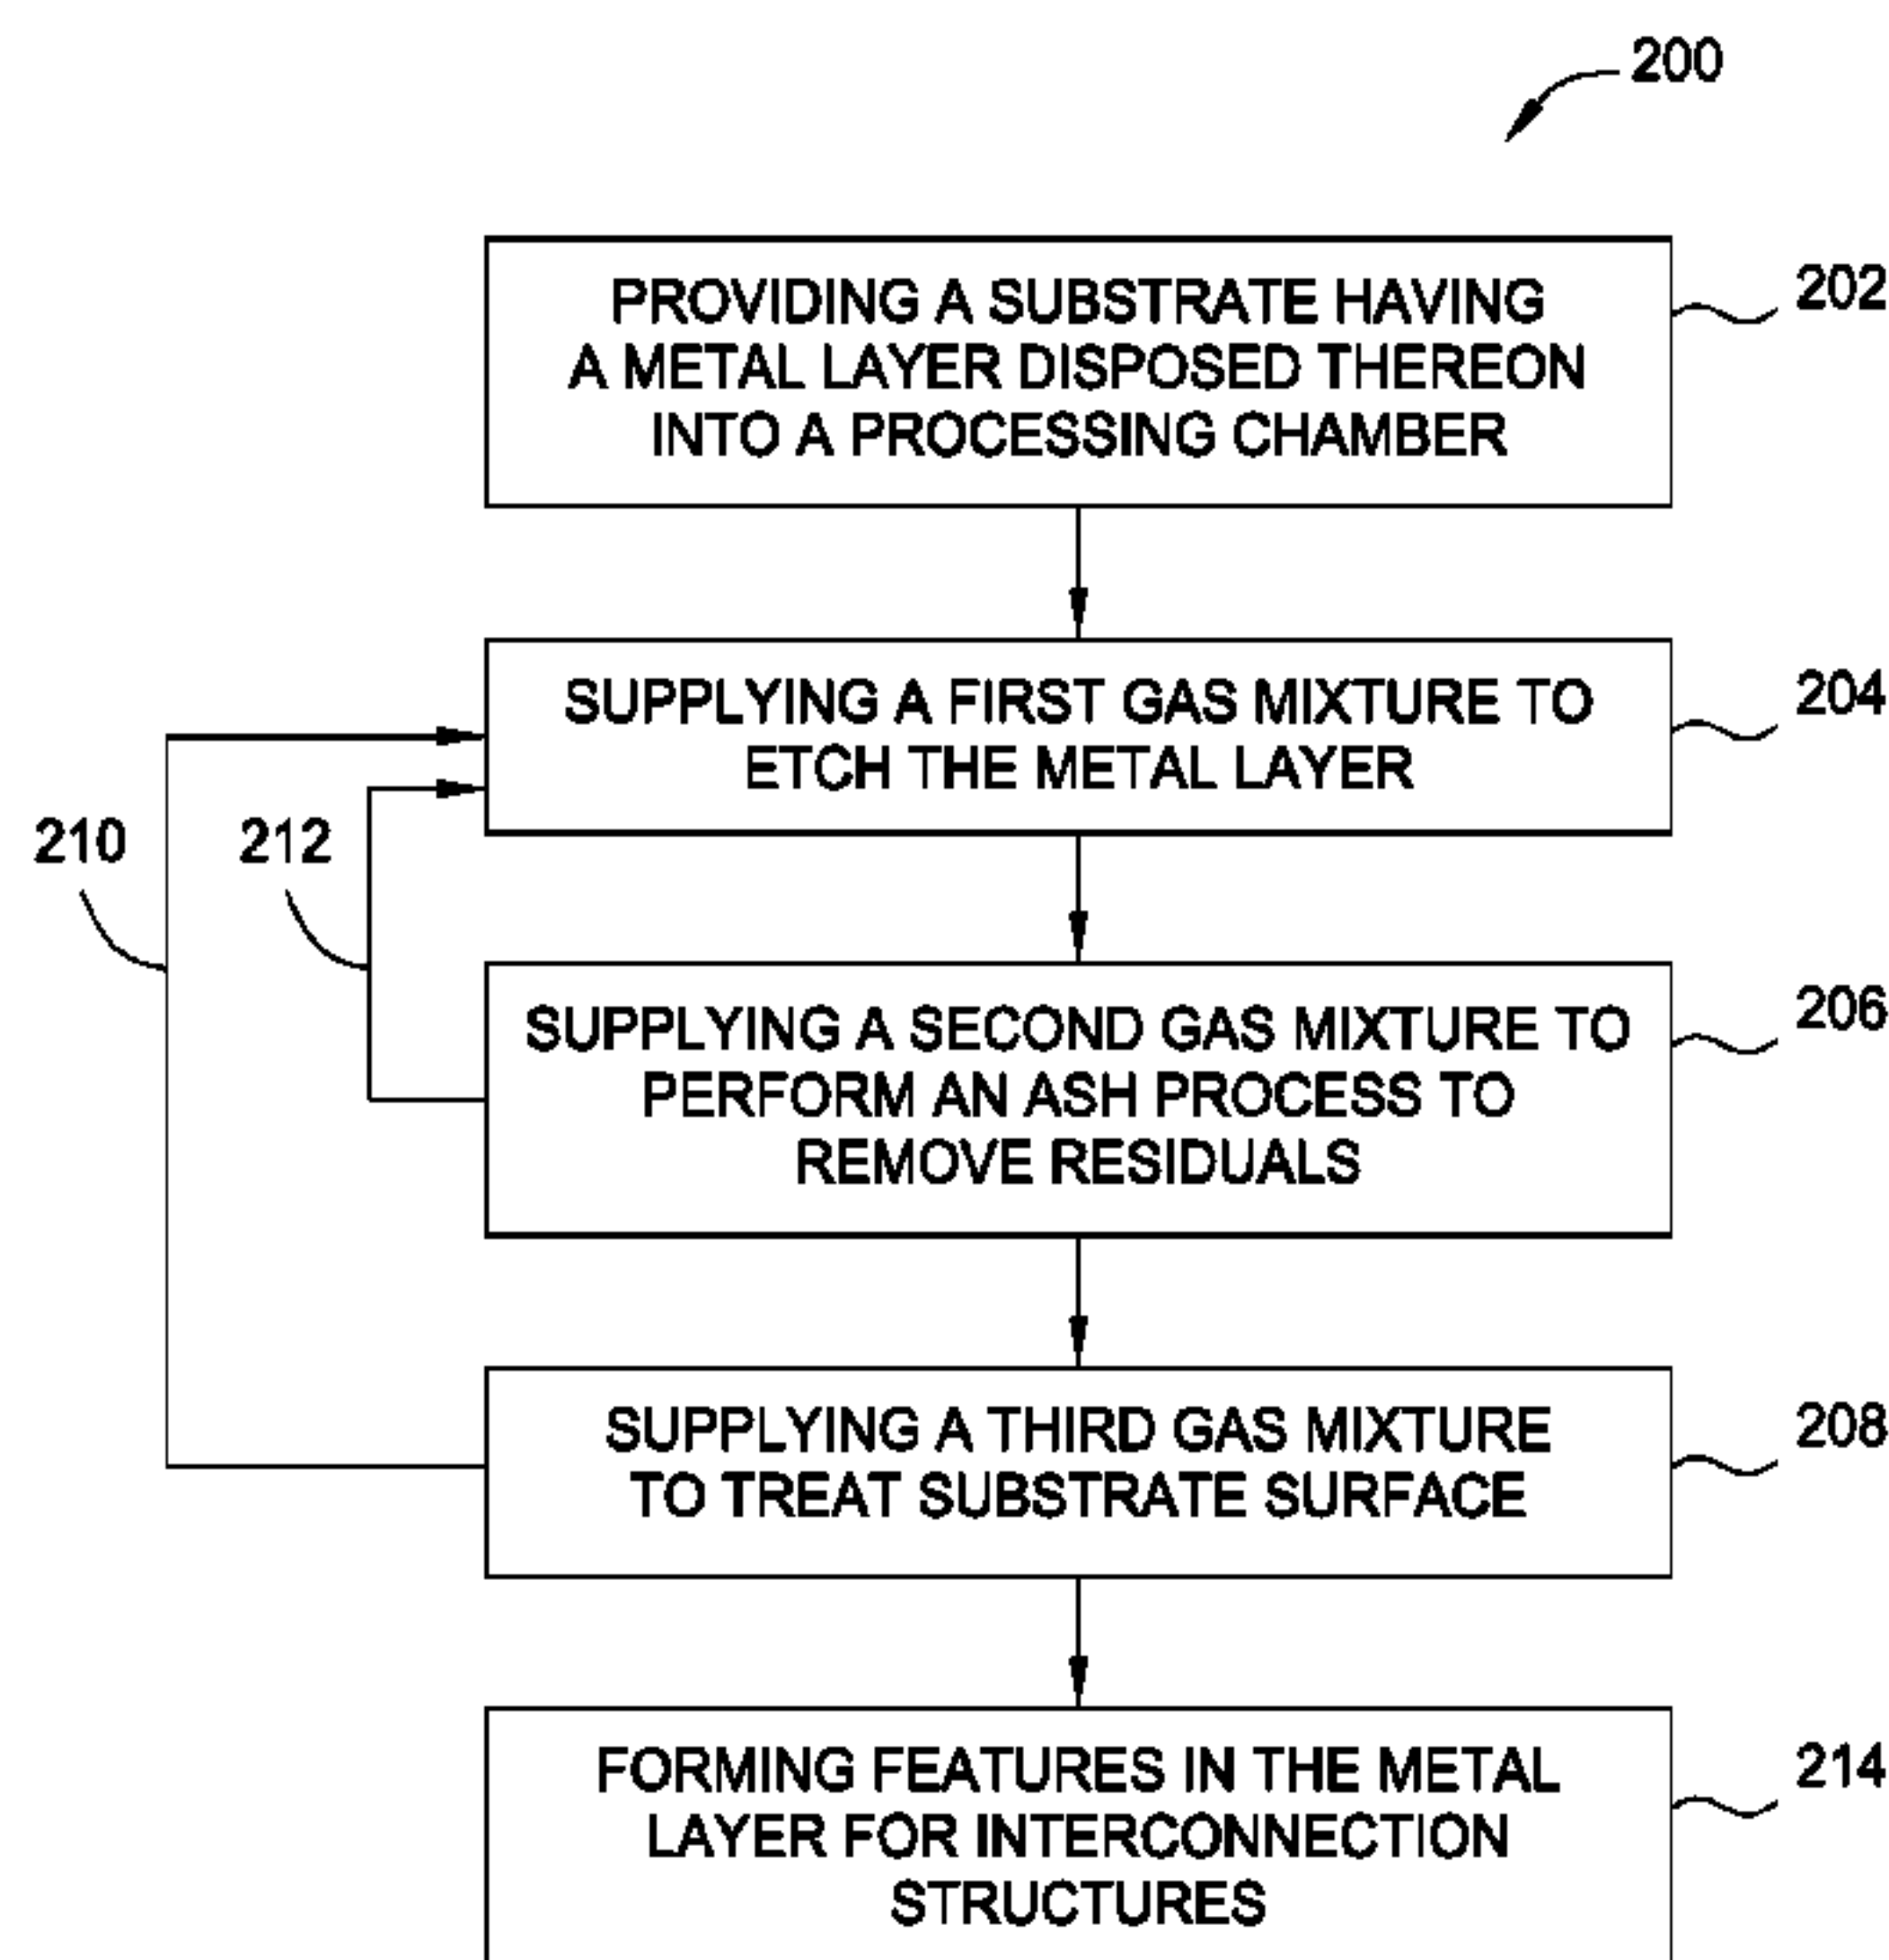 200
PROVIDING A SUBSTRATE HAVING
A METAL LAYER DISPOSED THEREON
INTO A PROCESSING CHAMBER
202
SUPPLYING A FIRST GAS MIXTURE TO
ETCH THE METAL LAYER
204
210
212
SUPPLYING A SECOND GAS MIXTURE TO
PERFORM AN ASH PROCESS TO
REMOVE RESIDUALS
206
SUPPLYING A THIRD GAS MIXTURE
TO TREAT SUBSTRATE SURFACE
208
FORMING FEATURES IN THE METAL
LAYER FOR INTERCONNECTION
STRUCTURES
214